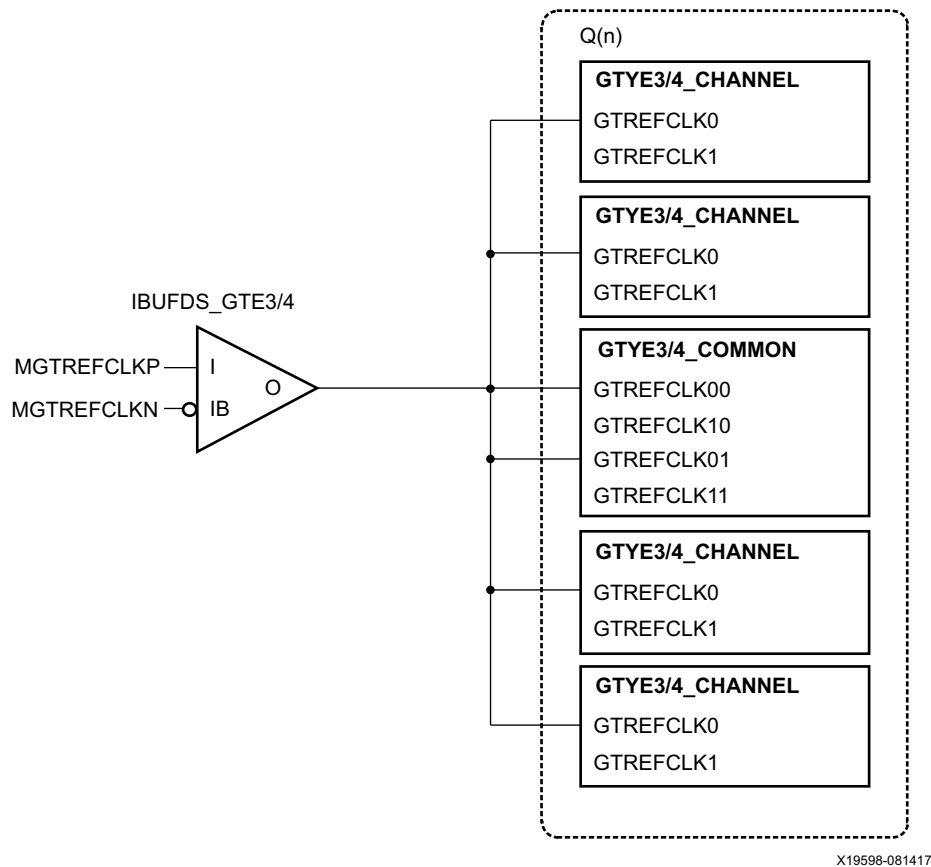 Q(n)
GTYE3/4_CHANNEL
GTREFCLK0
GTREFCLK1
GTYE3/4_CHANNEL
GTREFCLK0
GTREFCLK1
IBUFDS_GTE3/4
MGTREFCLKP
I
O
MGTREFCLKN
IB
GTYE3/4_COMMON
GTREFCLK00
GTREFCLK10
GTREFCLK01
GTREFCLK11
GTYE3/4_CHANNEL
GTREFCLK0
GTREFCLK1
GTYE3/4_CHANNEL
GTREFCLK0
GTREFCLK1
X19598-081417